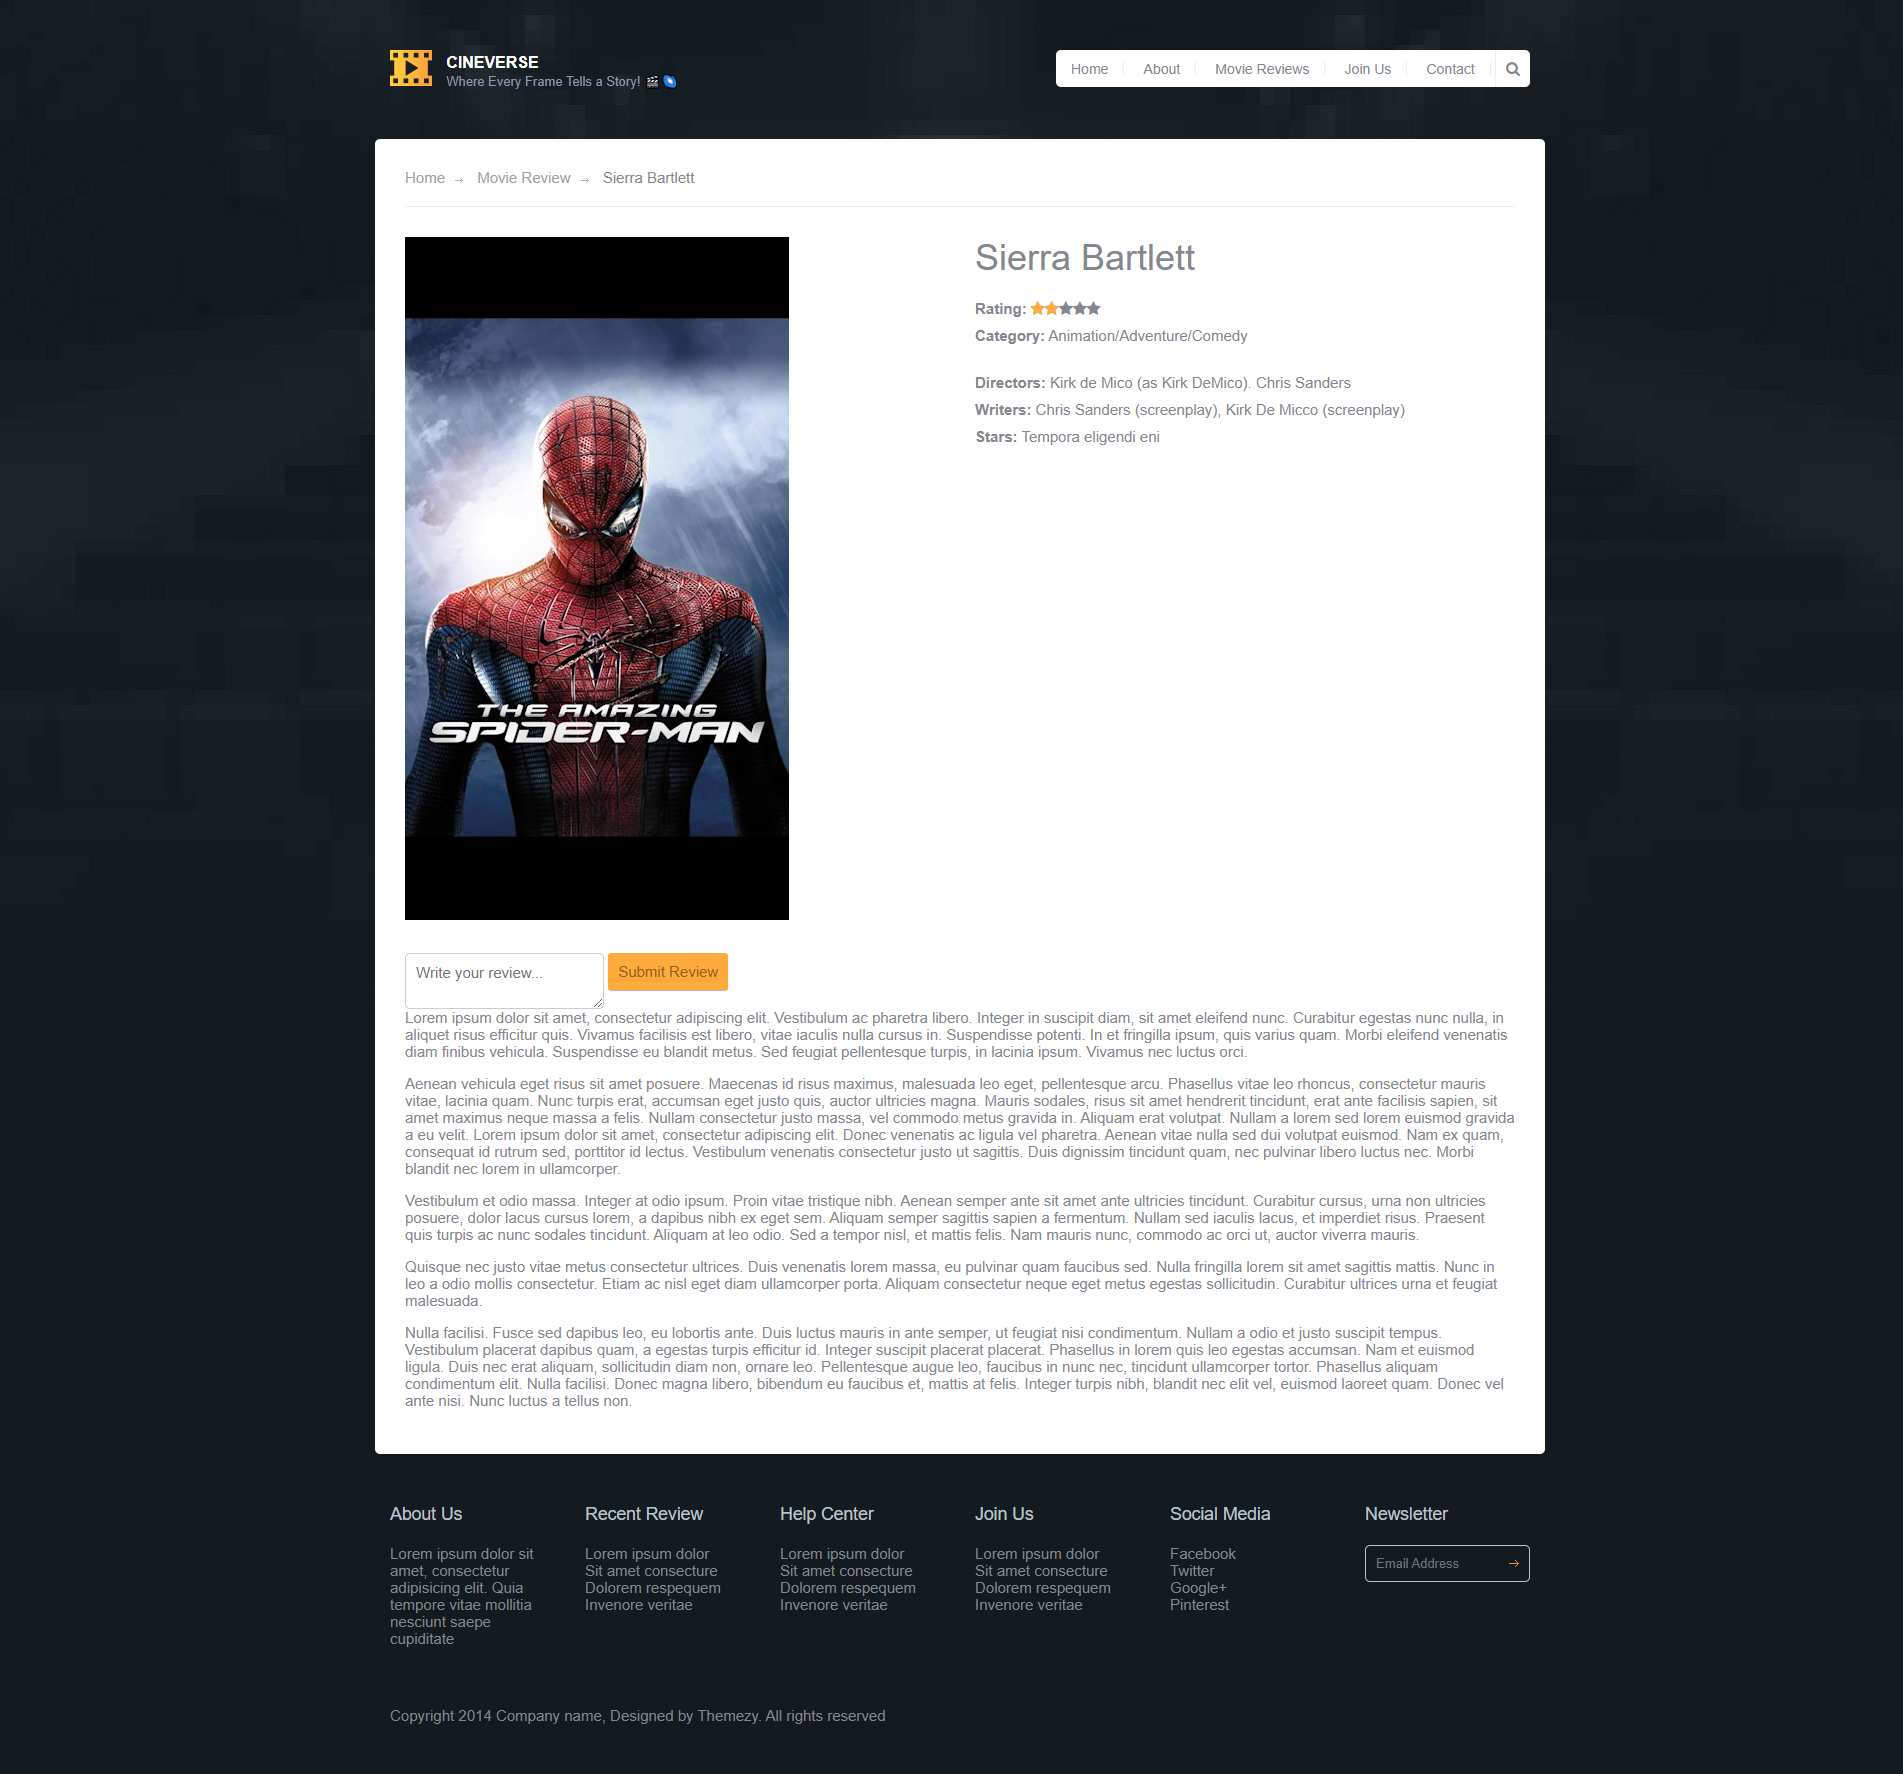 CINEVERSE
Where Every Frame Tells a Story! 🎬 🌌
Home
About
Movie Reviews
Join Us
Contact
Home → Movie Review → Sierra Bartlett
THE AMAZING
SPIDER-MAN
Sierra Bartlett
Rating:
Category: Animation/Adventure/Comedy
Directors: Kirk de Mico (as Kirk DeMico). Chris Sanders
Writers: Chris Sanders (screenplay), Kirk De Micco (screenplay)
Stars: Tempora eligendi eni
Write your review...
Submit Review
Lorem ipsum dolor sit amet, consectetur adipiscing elit. Vestibulum ac pharetra libero. Integer in suscipit diam, sit amet eleifend nunc. Curabitur egestas nunc nulla, in
aliquet risus efficitur quis. Vivamus facilisis est libero, vitae iaculis nulla cursus in. Suspendisse potenti. In et fringilla ipsum, quis varius quam. Morbi eleifend venenatis
diam finibus vehicula. Suspendisse eu blandit metus. Sed feugiat pellentesque turpis, in lacinia ipsum. Vivamus nec luctus orci.
Aenean vehicula eget risus sit amet posuere. Maecenas id risus maximus, malesuada leo eget, pellentesque arcu. Phasellus vitae leo rhoncus, consectetur mauris
vitae, lacinia quam. Nunc turpis erat, accumsan eget justo quis, auctor ultricies magna. Mauris sodales, risus sit amet hendrerit tincidunt, erat ante facilisis sapien, sit
amet maximus neque massa a felis. Nullam consectetur justo massa, vel commodo metus gravida in. Aliquam erat volutpat. Nullam a lorem sed lorem euismod gravida
a eu velit. Lorem ipsum dolor sit amet, consectetur adipiscing elit. Donec venenatis ac ligula vel pharetra. Aenean vitae nulla sed dui volutpat euismod. Nam ex quam,
consequat id rutrum sed, porttitor id lectus. Vestibulum venenatis consectetur justo ut sagittis. Duis dignissim tincidunt quam, nec pulvinar libero luctus nec. Morbi
blandit nec lorem in ullamcorper.
Vestibulum et odio massa. Integer at odio ipsum. Proin vitae tristique nibh. Aenean semper ante sit amet ante ultricies tincidunt. Curabitur cursus, urna non ultricies
posuere, dolor lacus cursus lorem, a dapibus nibh ex eget sem. Aliquam semper sagittis sapien a fermentum. Nullam sed iaculis lacus, et imperdiet risus. Praesent
quis turpis ac nunc sodales tincidunt. Aliquam at leo odio. Sed a tempor nisl, et mattis felis. Nam mauris nunc, commodo ac orci ut, auctor viverra mauris.
Quisque nec justo vitae metus consectetur ultrices. Duis venenatis lorem massa, eu pulvinar quam faucibus sed. Nulla fringilla lorem sit amet sagittis mattis. Nunc in
leo a odio mollis consectetur. Etiam ac nisl eget diam ullamcorper porta. Aliquam consectetur neque eget metus egestas sollicitudin. Curabitur ultrices urna et feugiat
malesuada.
Nulla facilisi. Fusce sed dapibus leo, eu lobortis ante. Duis luctus mauris in ante semper, ut feugiat nisi condimentum. Nullam a odio et justo suscipit tempus.
Vestibulum placerat dapibus quam, a egestas turpis efficitur id. Integer suscipit placerat placerat. Phasellus in lorem quis leo egestas accumsan. Nam et euismod
ligula. Duis nec erat aliquam, sollicitudin diam non, ornare leo. Pellentesque augue leo, faucibus in nunc nec, tincidunt ullamcorper tortor. Phasellus aliquam
condimentum elit. Nulla facilisi. Donec magna libero, bibendum eu faucibus et, mattis at felis. Integer turpis nibh, blandit nec elit vel, euismod laoreet quam. Donec vel
ante nisi. Nunc luctus a tellus non.
About Us
Lorem ipsum dolor sit
amet, consectetur
adipisicing elit. Quia
tempore vitae mollitia
nesciunt saepe
cupiditate
Recent Review
Lorem ipsum dolor
Sit amet consecture
Dolorem respequem
Invenore veritae
Help Center
Lorem ipsum dolor
Sit amet consecture
Dolorem respequem
Invenore veritae
Join Us
Lorem ipsum dolor
Sit amet consecture
Dolorem respequem
Invenore veritae
Social Media
Facebook
Twitter
Google+
Pinterest
Newsletter
Email Address →
Copyright 2014 Company name, Designed by Themezy. All rights reserved